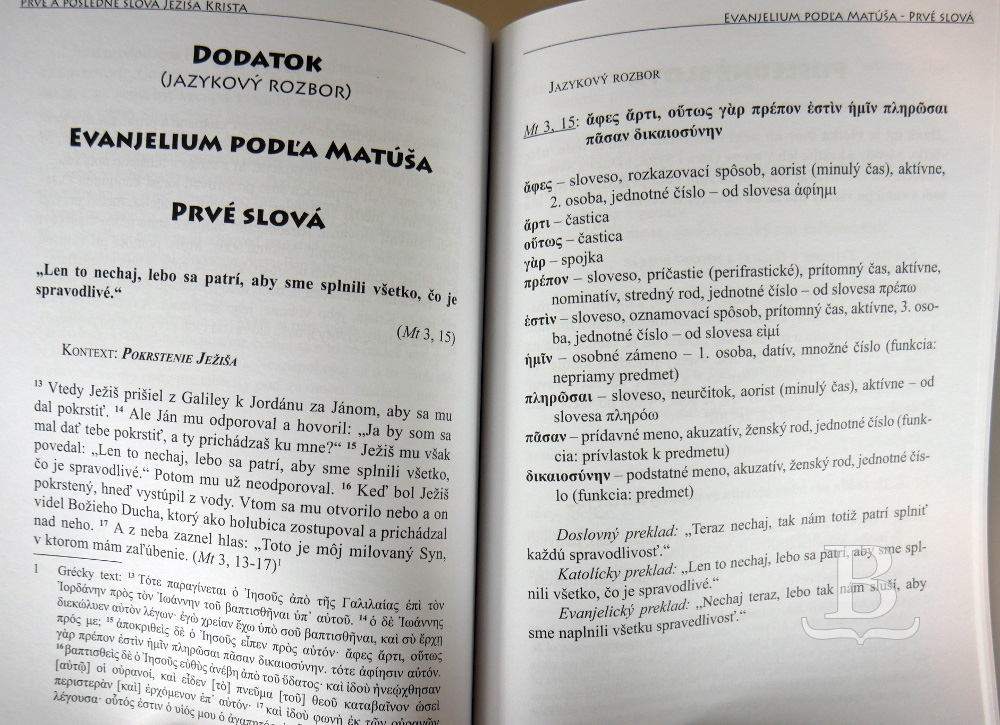 PRVÉ A POSLEDNÉ SLOVÁ JEŽIŠA KRISTA
DODATOK
(JAZYKOVÝ ROZBOR)
EVANJELIUM PODĽA MATÚŠA
PRVÉ SLOVÁ
„Len to nechaj, lebo sa patrí, aby sme splnili všetko, čo je
spravodlivé.“
(Mt 3, 15)
KONTEXT: POKRSTENIE JEŽIŠA
¹³ Vtedy Ježiš prišiel z Galiley k Jordánu za Jánom, aby sa mu
dal pokrstiť. ¹⁴ Ale Ján mu odporoval a hovoril: „Ja by som sa
mal dať tebe pokrstiť, a ty prichádzaš ku mne?“ ¹⁵ Ježiš mu však
povedal: „Len to nechaj, lebo sa patrí, aby sme splnili všetko,
čo je spravodlivé.“ Potom mu už neodporoval. ¹⁶ Keď bol Ježiš
pokrstený, hneď vystúpil z vody. Vtom sa mu otvorilo nebo a on
videl Božieho Ducha, ktorý ako holubica zostupoval a prichádzal
nad neho. ¹⁷ A z neba zaznel hlas: „Toto je môj milovaný Syn,
v ktorom mám zaľúbenie. (Mt 3, 13-17)¹
1 Grécky text: ¹³ Τότε παραγίνεται ὁ Ἰησοῦς ἀπὸ τῆς Γαλιλαίας ἐπὶ τὸν
Ἰορδάνην πρὸς τὸν Ἰωάννην τοῦ βαπτισθῆναι ὑπ᾽ αὐτοῦ. ¹⁴ ὁ δὲ Ἰωάννης
διεκώλυεν αὐτὸν λέγων· ἐγὼ χρείαν ἔχω ὑπὸ σοῦ βαπτισθῆναι, καὶ σὺ ἔρχῃ
πρός με; ¹⁵ ἀποκριθεὶς δὲ ὁ Ἰησοῦς εἶπεν πρὸς αὐτόν· ἄφες ἄρτι, οὕτως
γὰρ πρέπον ἐστὶν ἡμῖν πληρῶσαι πᾶσαν δικαιοσύνην. τότε ἀφίησιν αὐτόν.
¹⁶ βαπτισθεὶς δὲ ὁ Ἰησοῦς εὐθὺς ἀνέβη ἀπὸ τοῦ ὕδατος· καὶ ἰδοὺ ἠνεῴχθησαν
[αὐτῷ] οἱ οὐρανοί, καὶ εἶδεν [τὸ] πνεῦμα [τοῦ] θεοῦ καταβαῖνον ὡσεὶ
περιστερὰν [καὶ] ἐρχόμενον ἐπ᾽ αὐτόν· ¹⁷ καὶ ἰδοὺ φωνὴ ἐκ τῶν οὐρανῶν
λέγουσα· οὗτός ἐστιν ὁ υἱός μου ὁ ἀγαπητός
EVANJELIUM PODĽA MATÚŠA - PRVÉ SLOVÁ
JAZYKOVÝ ROZBOR
Mt 3, 15: ἄφες ἄρτι, οὕτως γὰρ πρέπον ἐστὶν ἡμῖν πληρῶσαι
πᾶσαν δικαιοσύνην
ἄφες – sloveso, rozkazovací spôsob, aorist (minulý čas), aktívne,
2. osoba, jednotné číslo – od slovesa ἀφίημι
ἄρτι – častica
οὕτως – častica
γὰρ – spojka
πρέπον – sloveso, príčastie (perifrastické), prítomný čas, aktívne,
nominatív, stredný rod, jednotné číslo – od slovesa πρέπω
ἐστὶν – sloveso, oznamovací spôsob, prítomný čas, aktívne, 3. oso-
ba, jednotné číslo – od slovesa εἰμί
ἡμῖν – osobné zámeno – 1. osoba, datív, množné číslo (funkcia:
nepriamy predmet)
πληρῶσαι – sloveso, neurčitok, aorist (minulý čas), aktívne – od
slovesa πληρόω
πᾶσαν – prídavné meno, akuzatív, ženský rod, jednotné číslo (funk-
cia: prívlastok k predmetu)
δικαιοσύνην – podstatné meno, akuzatív, ženský rod, jednotné čís-
lo (funkcia: predmet)
Doslovný preklad: „Teraz nechaj, tak nám totiž patrí splniť
každú spravodlivosť.“
Katolícky preklad: „Len to nechaj, lebo sa patrí, aby sme spl-
nili všetko, čo je spravodlivé.“
Evanjelický preklad: „Nechaj teraz, lebo tak nám sluší, aby
sme naplnili všetku spravedlivosť.“
B